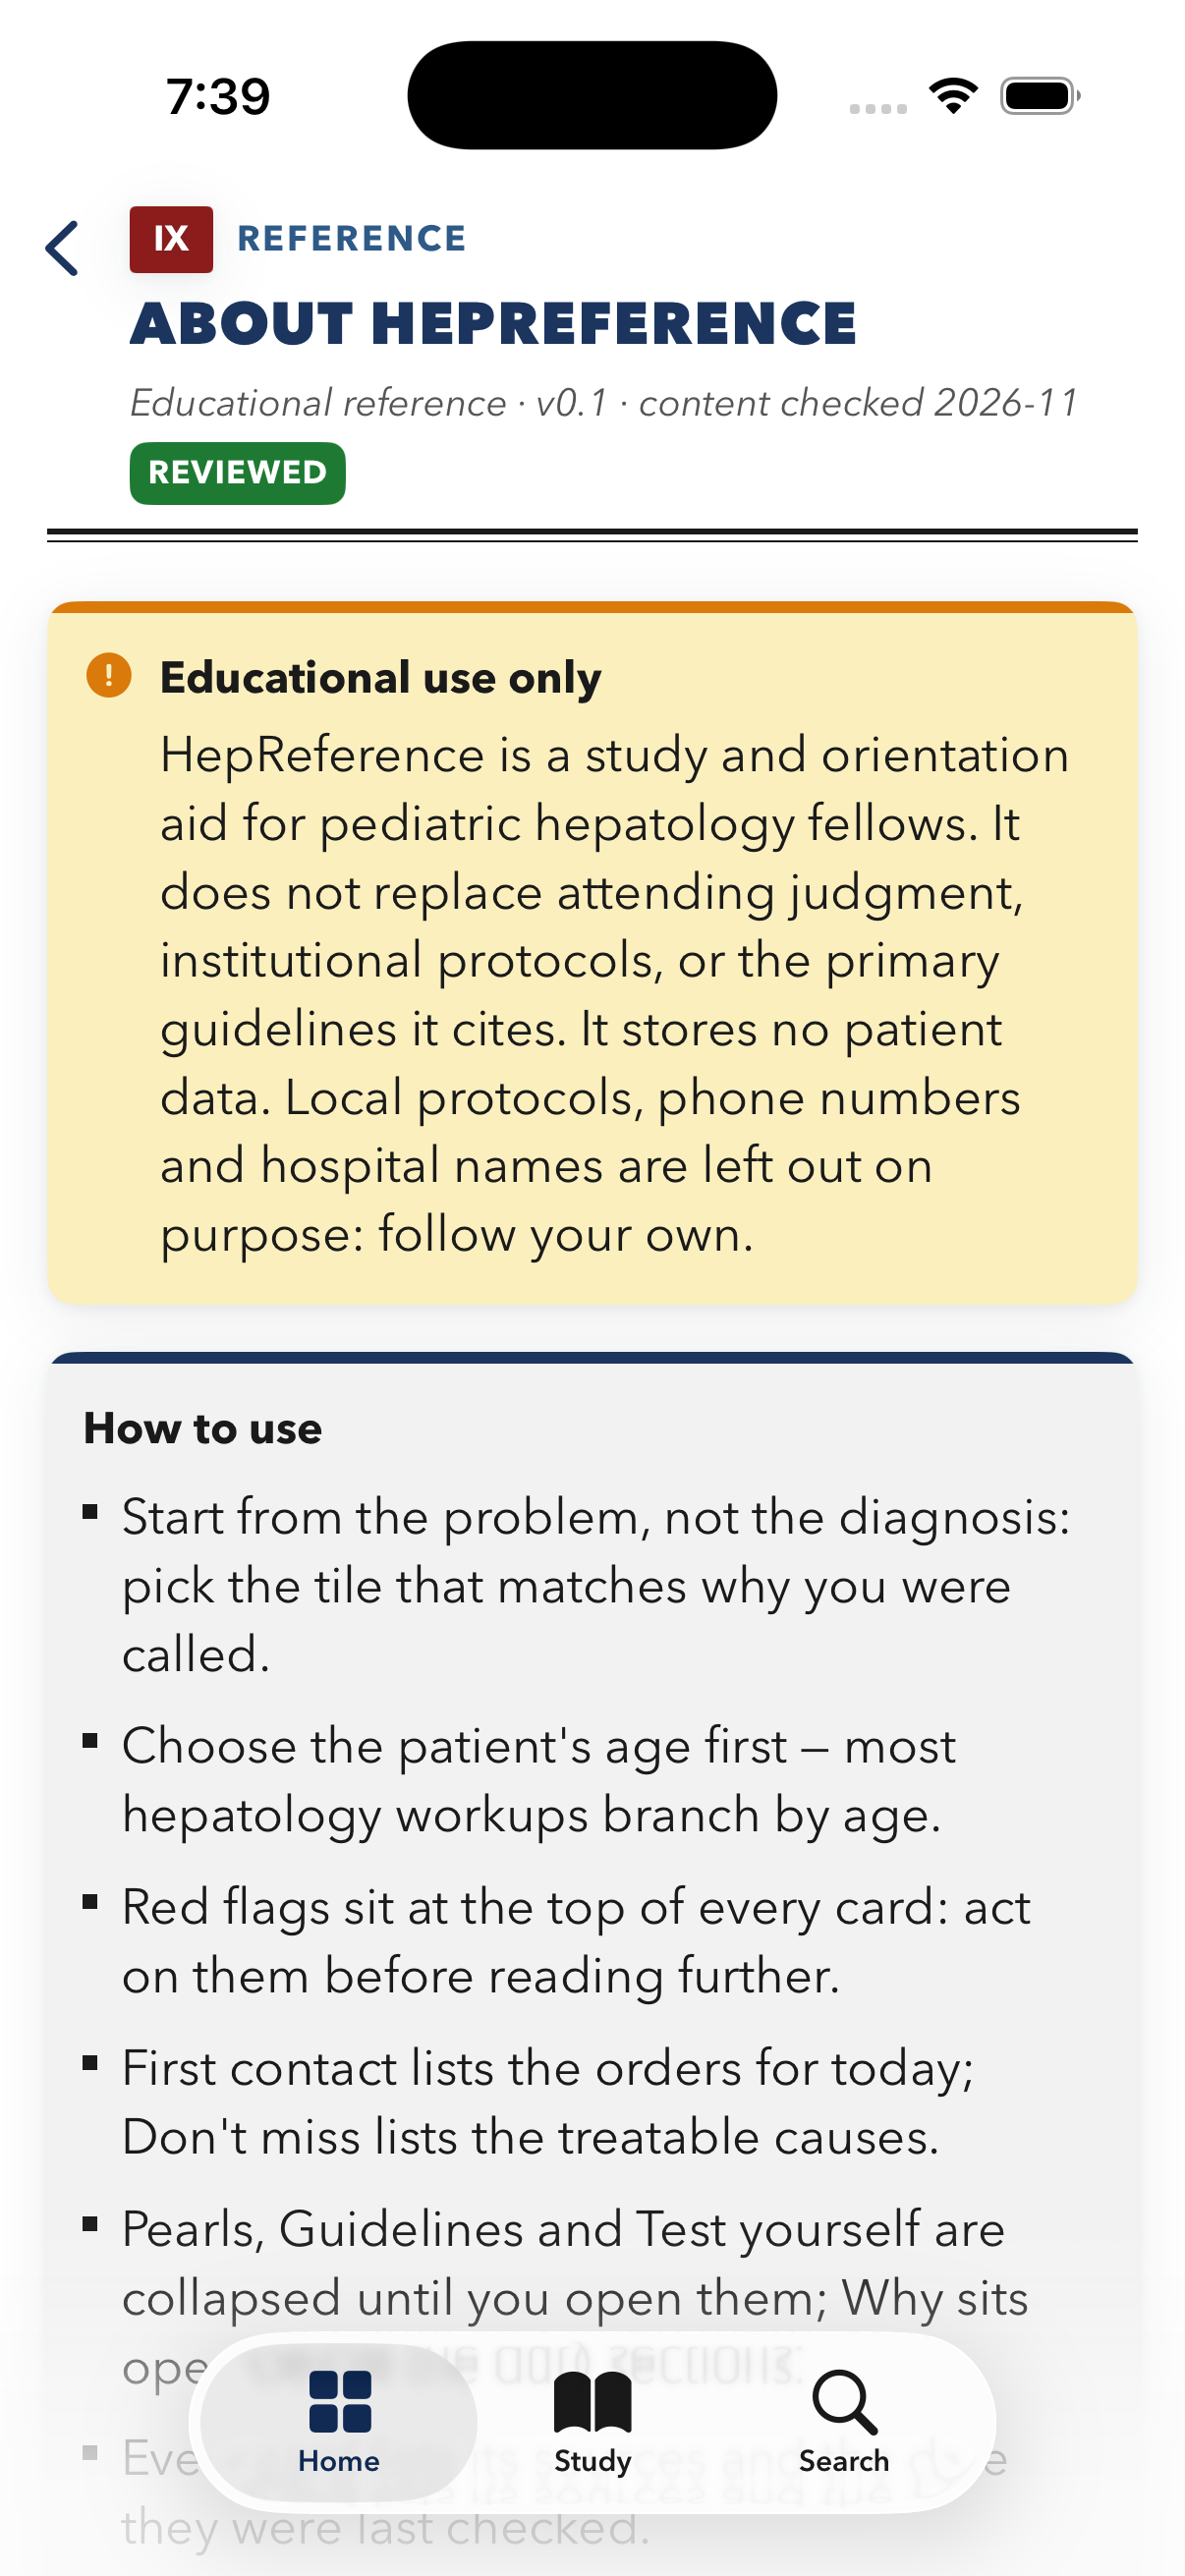 7:39
IX REFERENCE
ABOUT HEPREFERENCE
Educational reference · v0.1 · content checked 2026-11
REVIEWED
Educational use only
HepReference is a study and orientation
aid for pediatric hepatology fellows. It
does not replace attending judgment,
institutional protocols, or the primary
guidelines it cites. It stores no patient
data. Local protocols, phone numbers
and hospital names are left out on
purpose: follow your own.
How to use
Start from the problem, not the diagnosis:
pick the tile that matches why you were
called.
Choose the patient's age first – most
hepatology workups branch by age.
Red flags sit at the top of every card: act
on them before reading further.
First contact lists the orders for today;
Don't miss lists the treatable causes.
Pearls, Guidelines and Test yourself are
collapsed until you open them; Why sits
sections.
and the
they were last checked.
Home
Study
Search